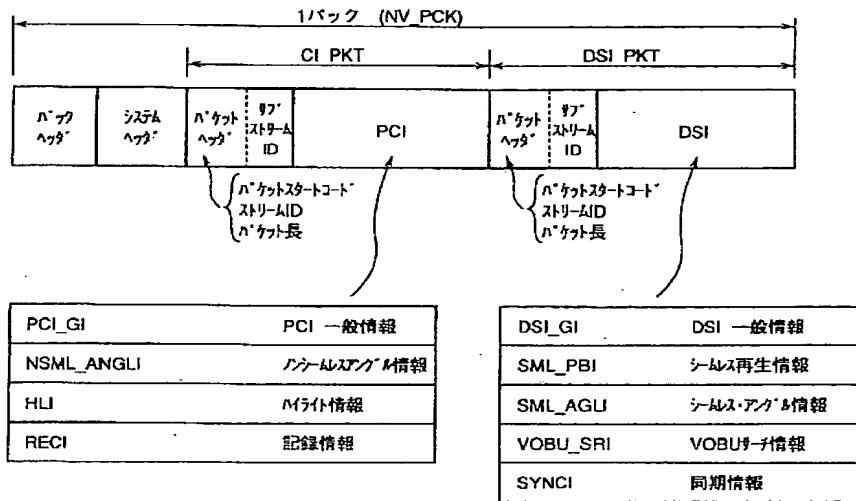 1パック (NV_PCK)
CI PKT
DSI PKT
パック
ヘッダ
システム
ヘッダ
パケット
ヘッダ
サブ
ストリーム
ID
PCI
パケット
ヘッダ
サブ
ストリーム
ID
DSI
パケットスタートコード
ストリームID
パケット長
パケットスタートコード
ストリームID
パケット長
PCI_GI PCI 一般情報
NSML_ANGLI ノンシームレスアングル情報
HLI ハイライト情報
RECI 記録情報
DSI_GI DSI 一般情報
SML_PBI シームレス再生情報
SML_AGLI シームレス・アングル情報
VOBU_SRI VOBUサーチ情報
SYNCI 同期情報